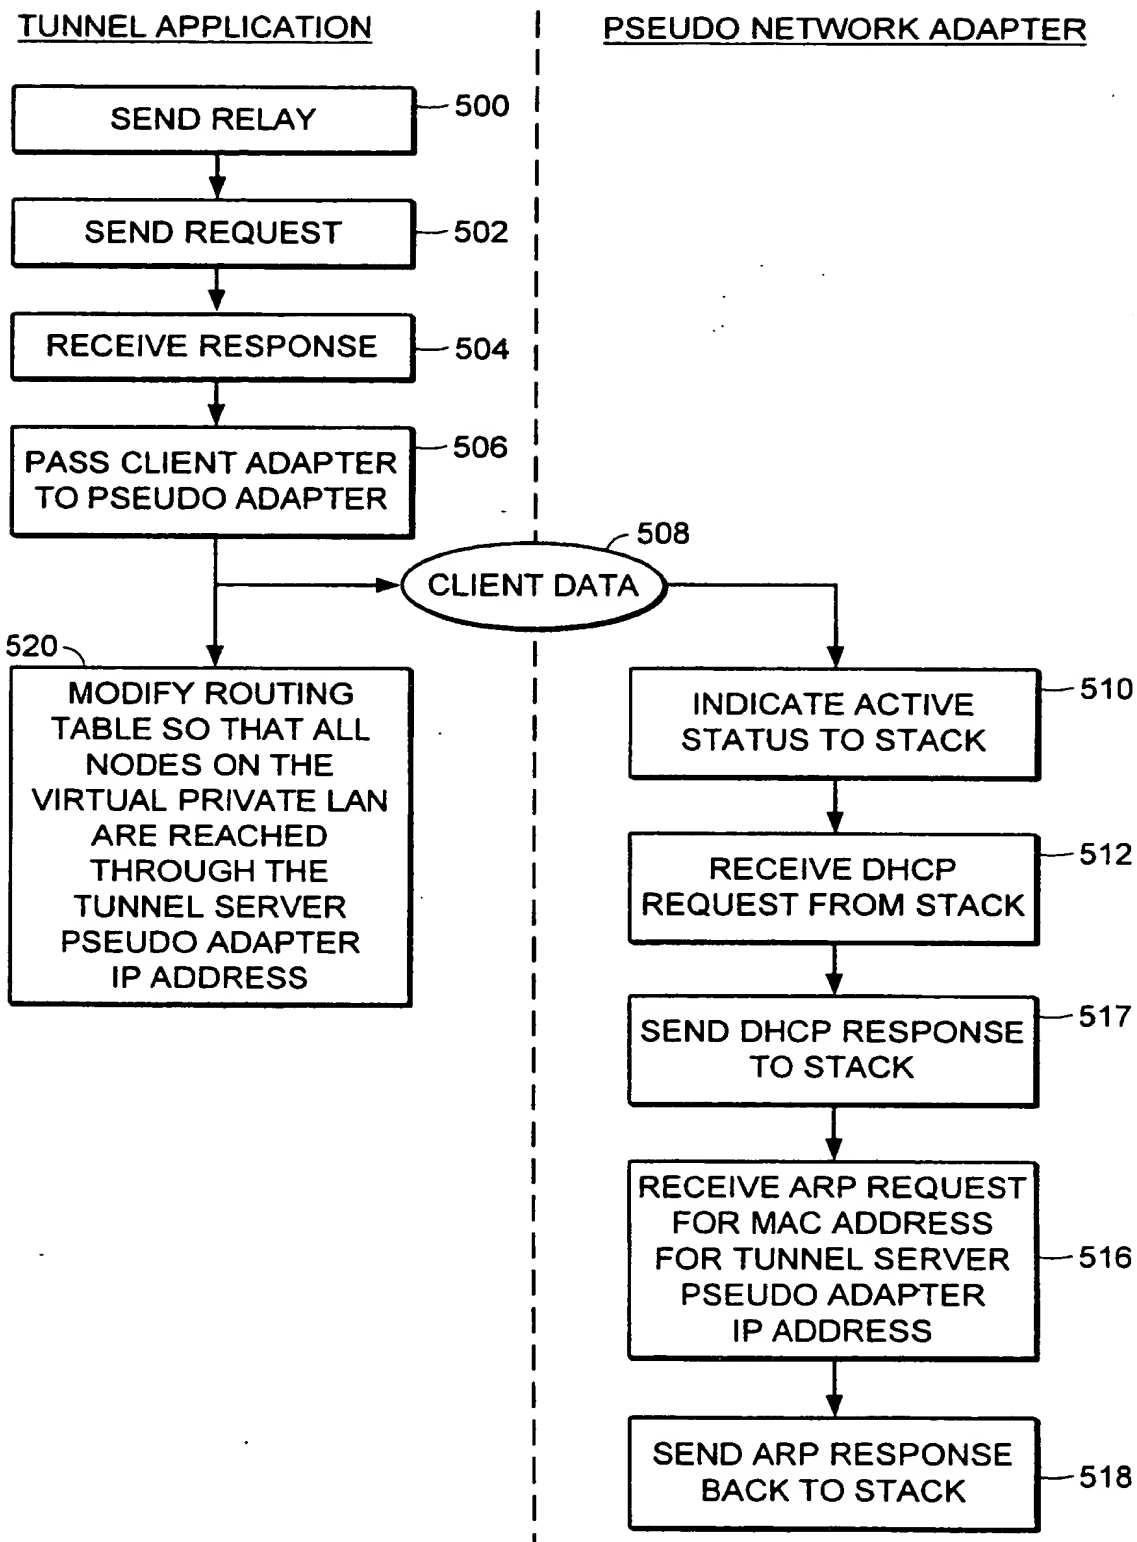 TUNNEL APPLICATION
PSEUDO NETWORK ADAPTER
SEND RELAY
500
SEND REQUEST
502
RECEIVE RESPONSE
504
PASS CLIENT ADAPTER
TO PSEUDO ADAPTER
506
CLIENT DATA
508
520
MODIFY ROUTING
TABLE SO THAT ALL
NODES ON THE
VIRTUAL PRIVATE LAN
ARE REACHED
THROUGH THE
TUNNEL SERVER
PSEUDO ADAPTER
IP ADDRESS
INDICATE ACTIVE
STATUS TO STACK
510
RECEIVE DHCP
REQUEST FROM STACK
512
SEND DHCP RESPONSE
TO STACK
517
RECEIVE ARP REQUEST
FOR MAC ADDRESS
FOR TUNNEL SERVER
PSEUDO ADAPTER
IP ADDRESS
516
SEND ARP RESPONSE
BACK TO STACK
518